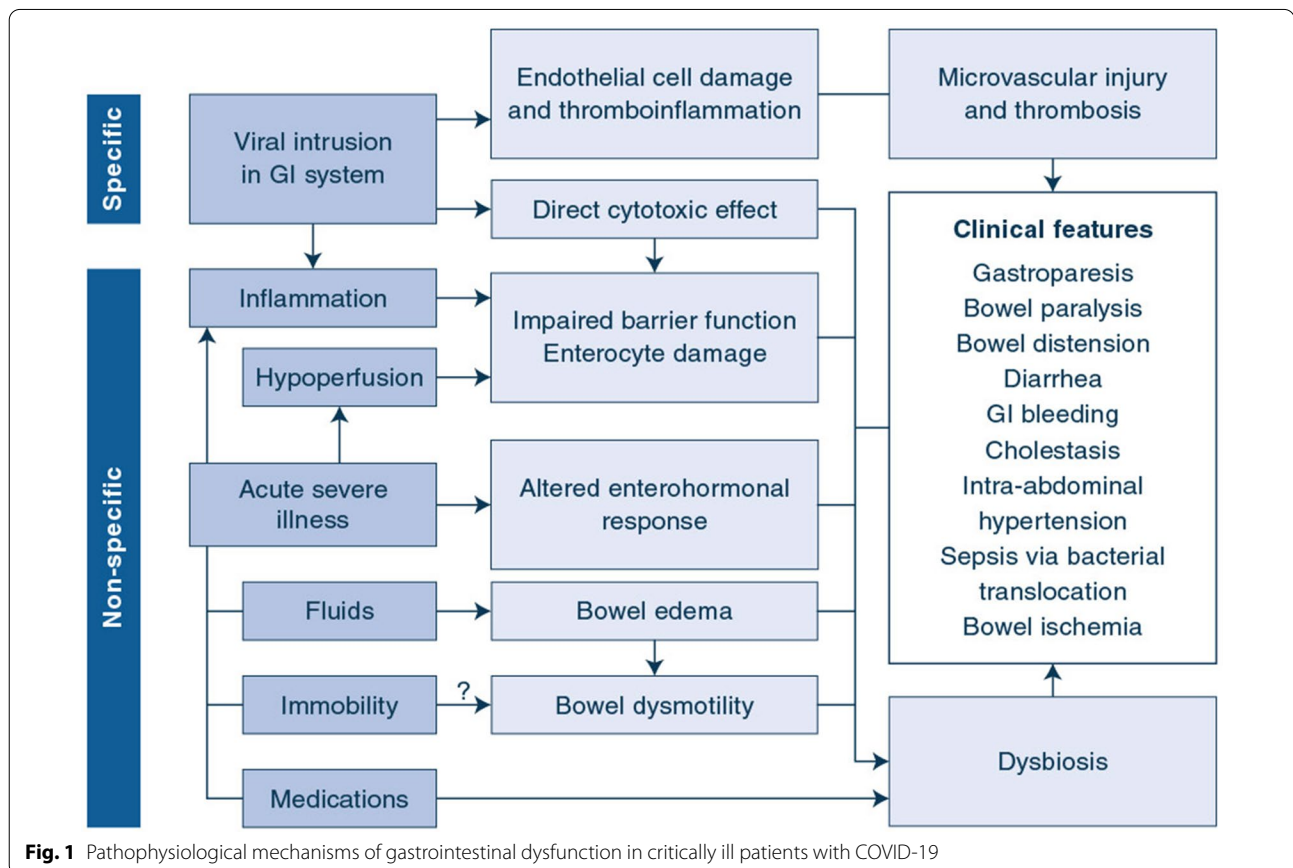 Specific
Non-specific
Viral intrusion
in GI system
Endothelial cell damage
and thromboinflammation
Microvascular injury
and thrombosis
Direct cytotoxic effect
Inflammation
Hypoperfusion
Impaired barrier function
Enterocyte damage
Acute severe
illness
Altered enterohormonal
response
Fluids
Bowel edema
Immobility
?
Bowel dysmotility
Medications
Clinical features
Gastroparesis
Bowel paralysis
Bowel distension
Diarrhea
GI bleeding
Cholestasis
Intra-abdominal
hypertension
Sepsis via bacterial
translocation
Bowel ischemia
Dysbiosis
Fig. 1 Pathophysiological mechanisms of gastrointestinal dysfunction in critically ill patients with COVID-19